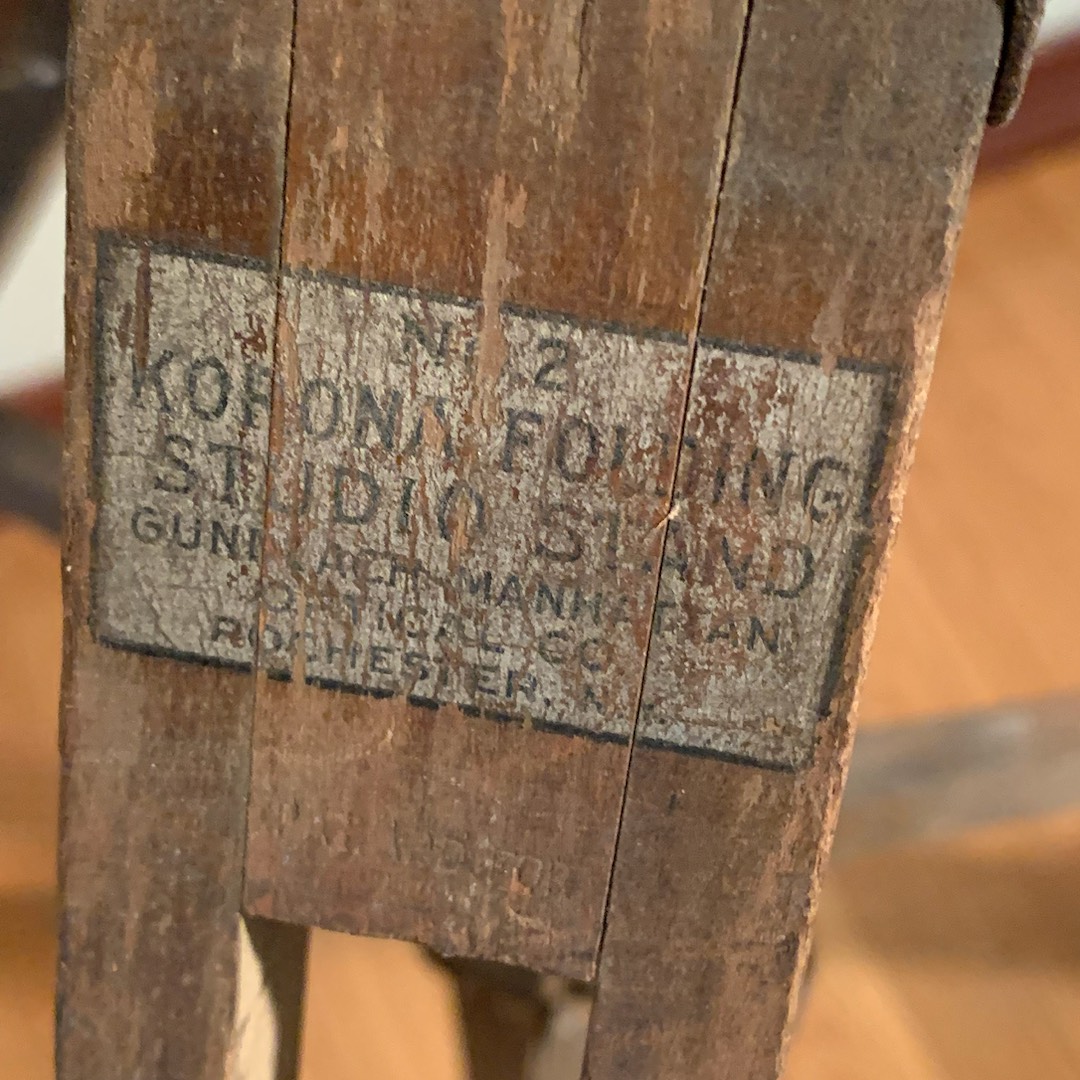 No. 2
KORONA FOLDING
STUDIO STAND
GUNDLACH-MANHATTAN
OPTICAL CO.
ROCHESTER, N.